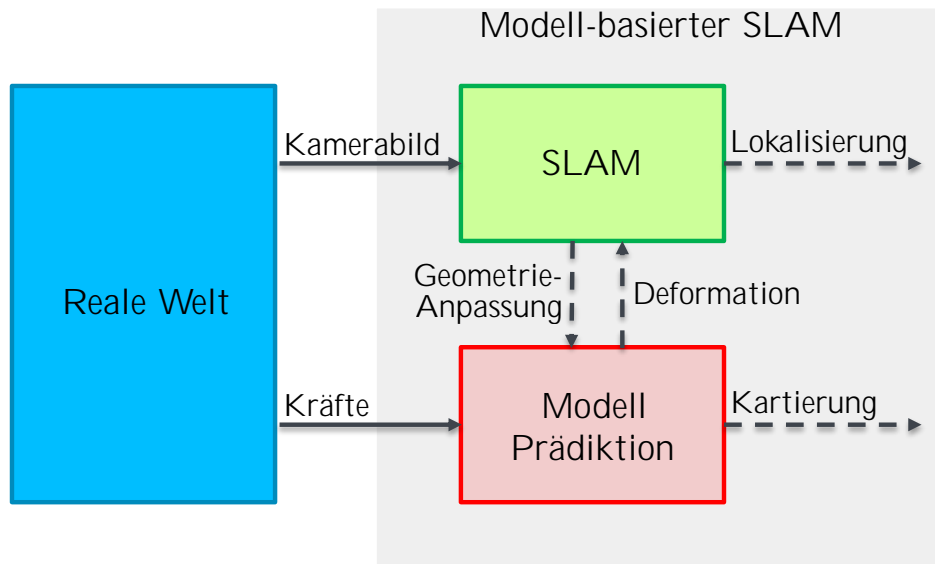 Modell-basierter SLAM
Kamerabild
SLAM
Lokalisierung
Reale Welt
Geometrie-
Anpassung
Deformation
Kräfte
Modell
Prädiktion
Kartierung